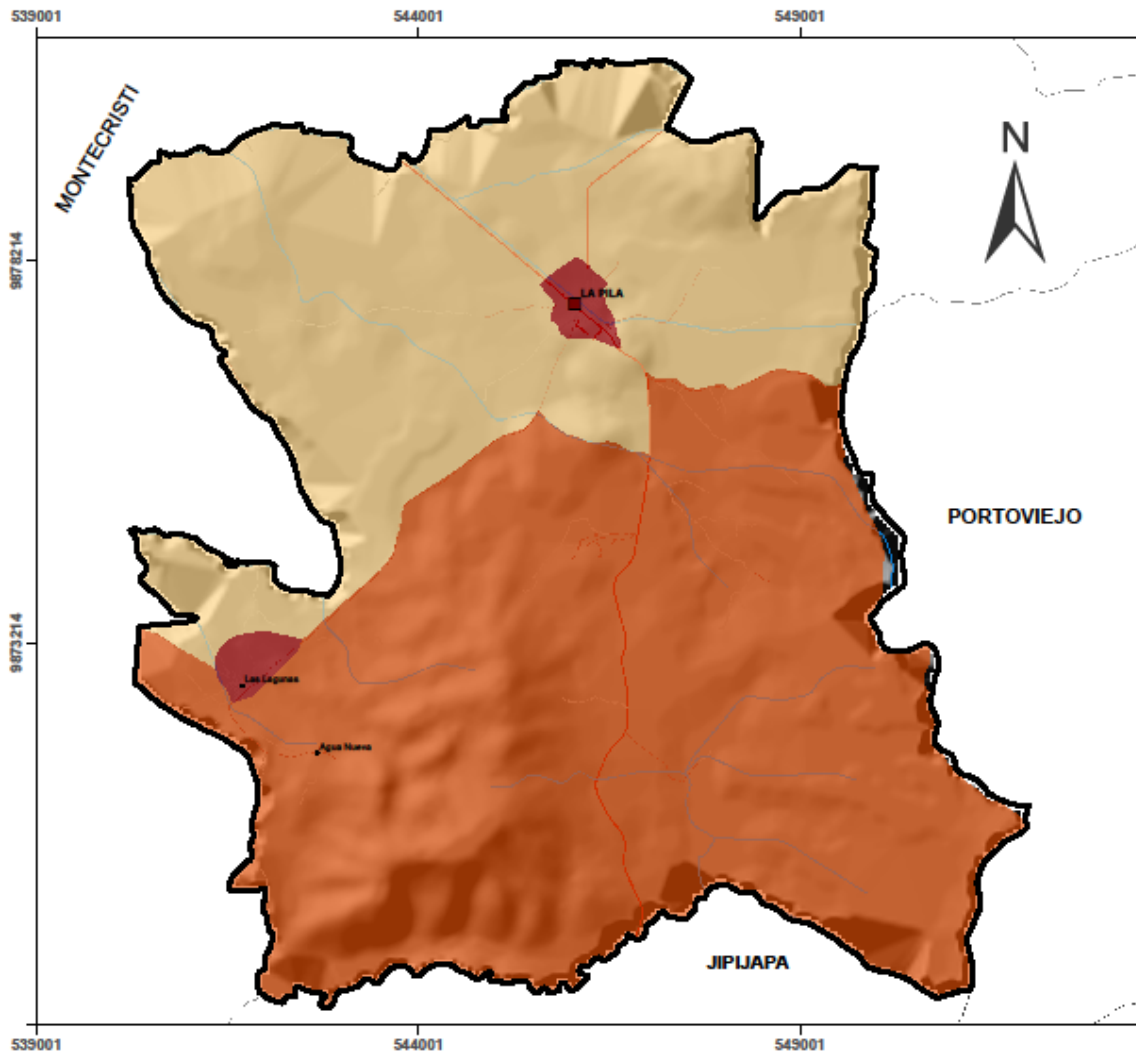 539001 544001 549001
MONTECRISTI
N
9878214
LA PILA
PORTOVIEJO
9873214
Las Lagunas
Agua Nueva
JIPIJAPA
539001 544001 549001